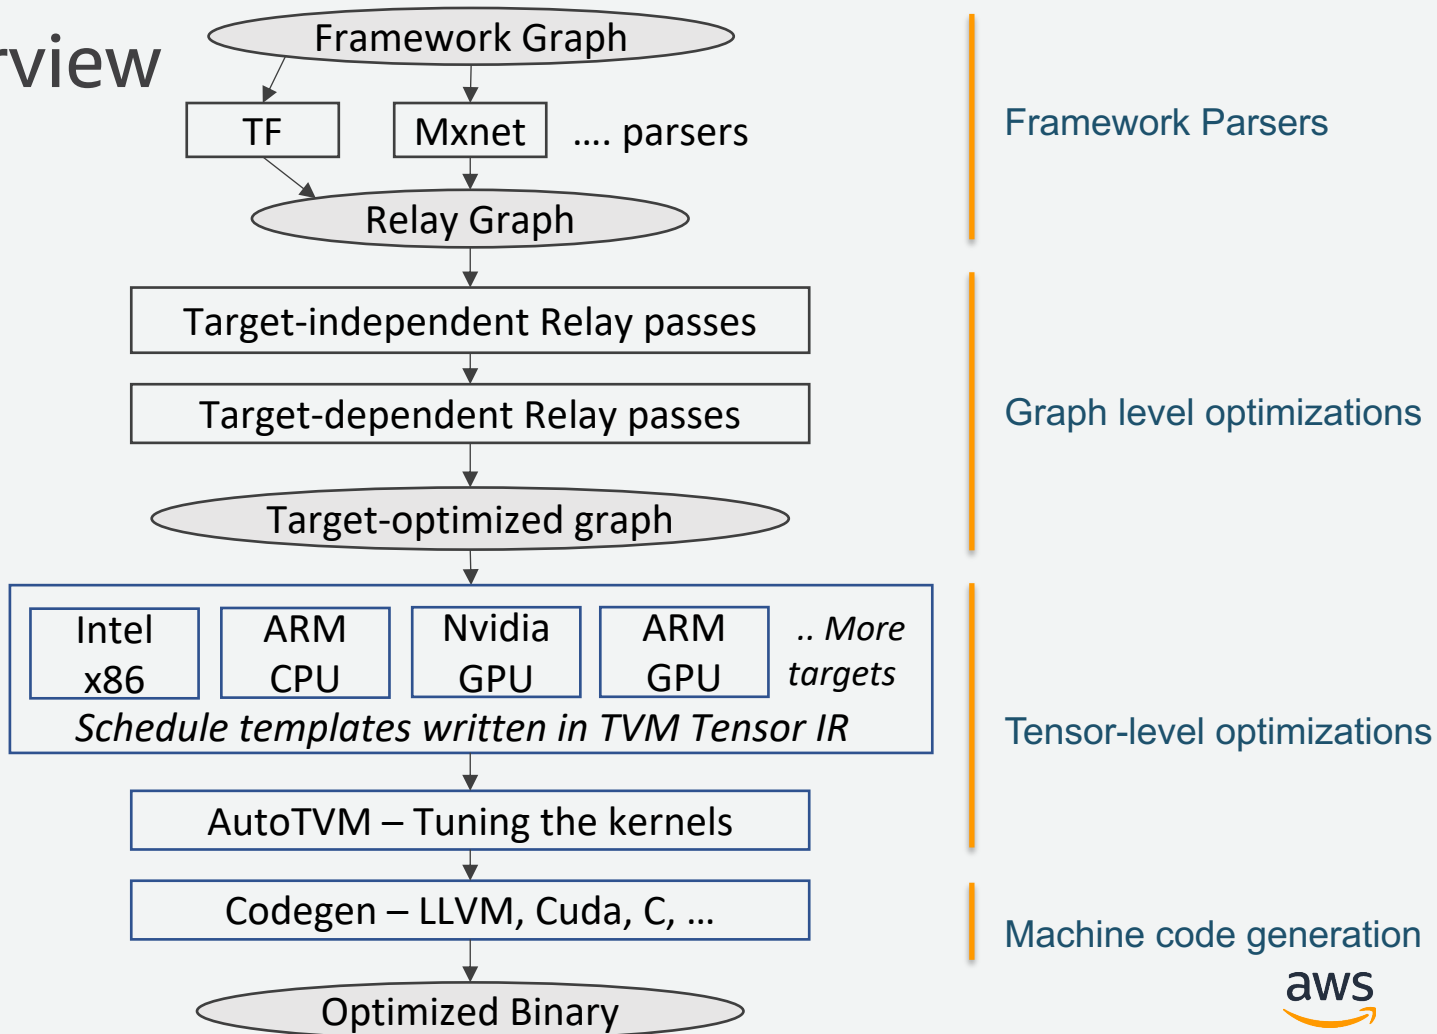 rview
Framework Graph
TF
Mxnet
.... parsers
Relay Graph
Framework Parsers
Target-independent Relay passes
Target-dependent Relay passes
Target-optimized graph
Graph level optimizations
Intel
x86
ARM
CPU
Nvidia
GPU
ARM
GPU
.. More
targets
Schedule templates written in TVM Tensor IR
AutoTVM – Tuning the kernels
Tensor-level optimizations
Codegen – LLVM, Cuda, C, ...
Optimized Binary
Machine code generation
aws